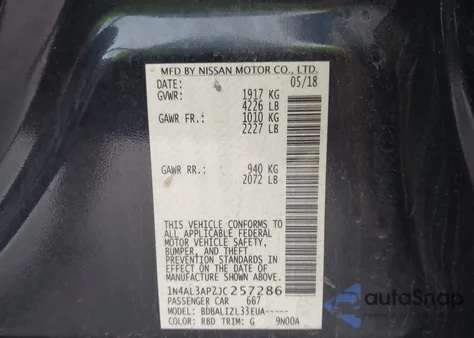 MFD BY NISSAN MOTOR CO., LTD.
DATE: 05/18
GVWR: 1917 KG
4226 LB
GAWR FR.: 1010 KG
2227 LB
GAWR RR.: 940 KG
2072 LB
THIS VEHICLE CONFORMS TO
ALL APPLICABLE FEDERAL
MOTOR VEHICLE SAFETY,
BUMPER, AND THEFT
PREVENTION STANDARDS IN
EFFECT ON THE DATE OF
MANUFACTURE SHOWN ABOVE.
1N4AL3AP2JC257286
PASSENGER CAR 667
BDBALIZL33EUA-----
COLOR: RBD TRIM: G 9N00A
autoSnap